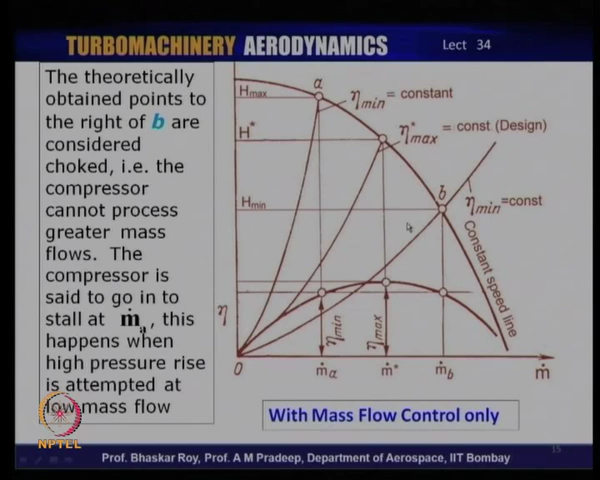 TURBOMACHINERY AERODYNAMICS
Lect 34
The theoretically
obtained points to
the right of b are
considered
choked, i.e. the
compressor
cannot process
greater mass
flows. The
compressor is
said to go in to
stall at ṁa, this
happens when
high pressure rise
is attempted at
low mass flow
Hmax
a
ηmin = constant
H*
η*max = const (Design)
Hmin
b
ηmin=const
Constant speed line
η
ηmin
ηmax
0
ṁa
ṁ*
ṁb
ṁ
With Mass Flow Control only
NPTEL
Prof. Bhaskar Roy, Prof. A M Pradeep, Department of Aerospace, IIT Bombay
15